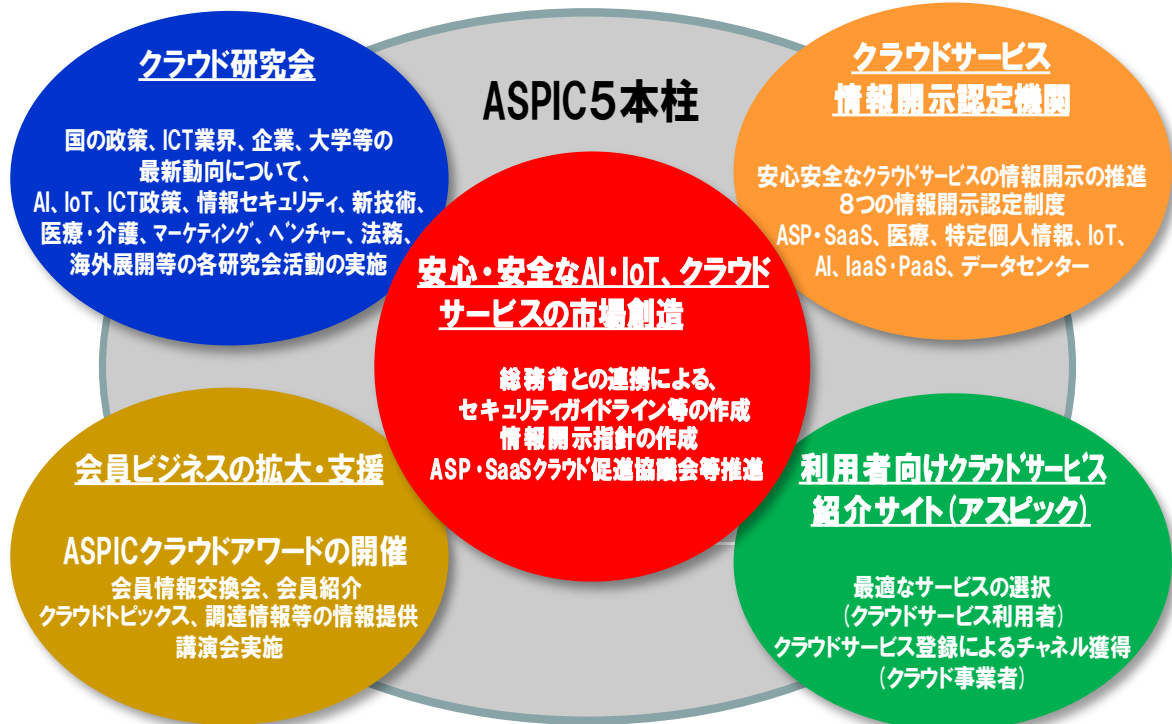 ASPIC5本柱
クラウド研究会
国の政策、ICT業界、企業、大学等の
最新動向について、
AI、IoT、ICT政策、情報セキュリティ、新技術、
医療・介護、マーケティング、ベンチャー、法務、
海外展開等の各研究会活動の実施
クラウドサービス
情報開示認定機関
安心安全なクラウドサービスの情報開示の推進
8つの情報開示認定制度
ASP・SaaS、医療、特定個人情報、IoT、
AI、IaaS・PaaS、データセンター
安心・安全なAI・IoT、クラウド
サービスの市場創造
総務省との連携による、
セキュリティガイドライン等の作成
情報開示指針の作成
ASP・SaaSクラウド促進協議会等推進
会員ビジネスの拡大・支援
ASPICクラウドアワードの開催
会員情報交換会、会員紹介
クラウドトピックス、調達情報等の情報提供
講演会実施
利用者向けクラウドサービス
紹介サイト(アスピック)
最適なサービスの選択
(クラウドサービス利用者)
クラウドサービス登録によるチャネル獲得
(クラウド事業者)